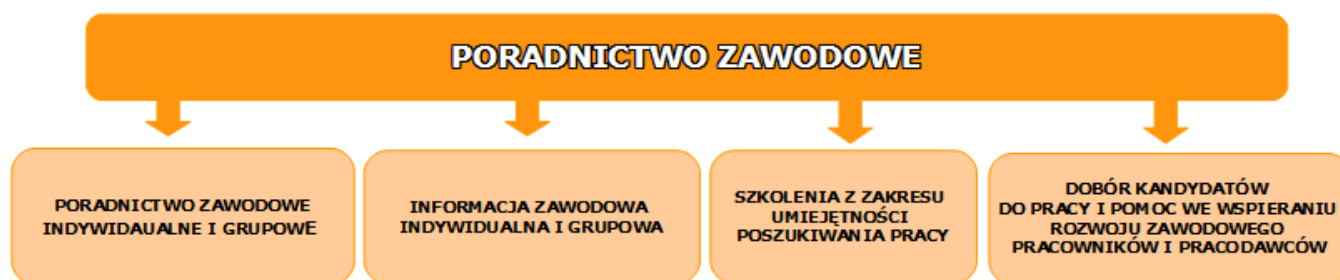 PORADNICTWO ZAWODOWE
PORADNICTWO ZAWODOWE
INDYWIDAUALNE I GRUPOWE
INFORMACJA ZAWODOWA
INDYWIDUALNA I GRUPOWA
SZKOLENIA Z ZAKRESU
UMIEJĘTNOŚCI
POSZUKIWANIA PRACY
DOBÓR KANDYDATÓW
DO PRACY I POMOC WE WSPIERANIU
ROZWOJU ZAWODOWEGO
PRACOWNIKÓW I PRACODAWCÓW